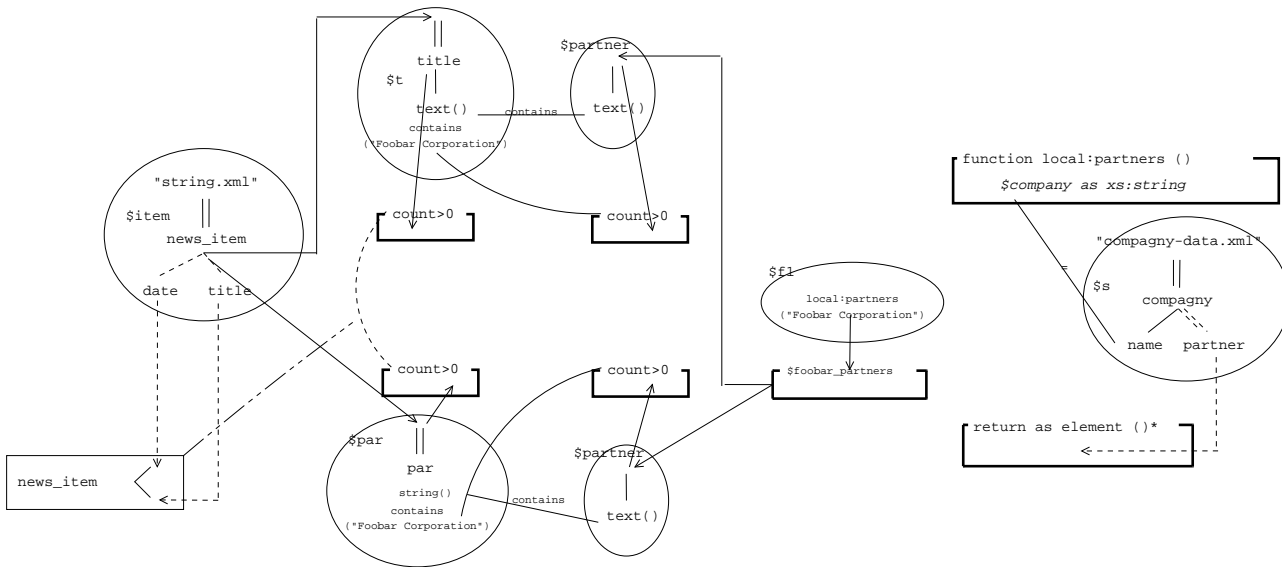 $partner
title
$t
text()
contains
text()
contains
("Foobar Corporation")
function local:partners ()
$company as xs:string
"string.xml"
$item
news_item
count>0
count>0
date
title
"compagny-data.xml"
$fl
=
$s
local:partners
("Foobar Corporation")
compagny
name
partner
count>0
count>0
$foobar_partners
return as element ()*
$par
par
$partner
news_item
string()
contains
contains
("Foobar Corporation")
text()